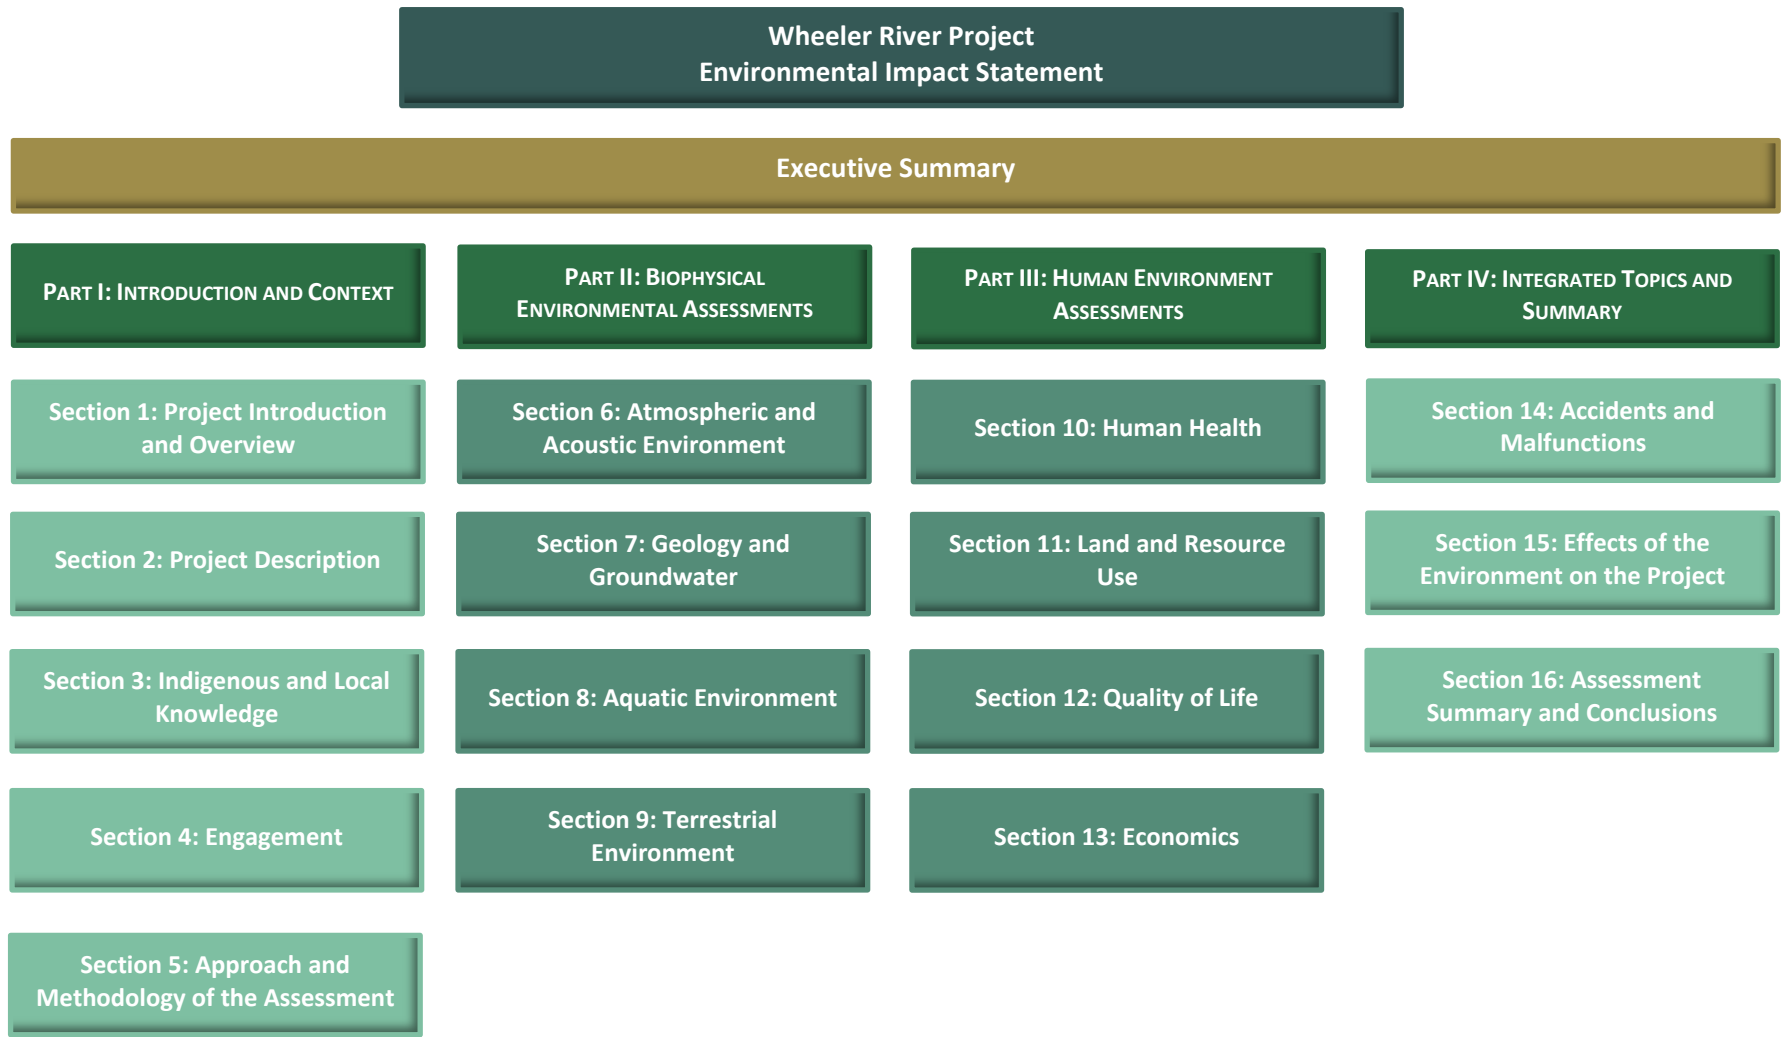 Wheeler River Project
Environmental Impact Statement
Executive Summary
PART I: INTRODUCTION AND CONTEXT
Section 1: Project Introduction
and Overview
Section 2: Project Description
Section 3: Indigenous and Local
Knowledge
Section 4: Engagement
Section 5: Approach and
Methodology of the Assessment
PART II: BIOPHYSICAL
ENVIRONMENTAL ASSESSMENTS
Section 6: Atmospheric and
Acoustic Environment
Section 7: Geology and
Groundwater
Section 8: Aquatic Environment
Section 9: Terrestrial
Environment
PART III: HUMAN ENVIRONMENT
ASSESSMENTS
Section 10: Human Health
Section 11: Land and Resource
Use
Section 12: Quality of Life
Section 13: Economics
PART IV: INTEGRATED TOPICS AND
SUMMARY
Section 14: Accidents and
Malfunctions
Section 15: Effects of the
Environment on the Project
Section 16: Assessment
Summary and Conclusions